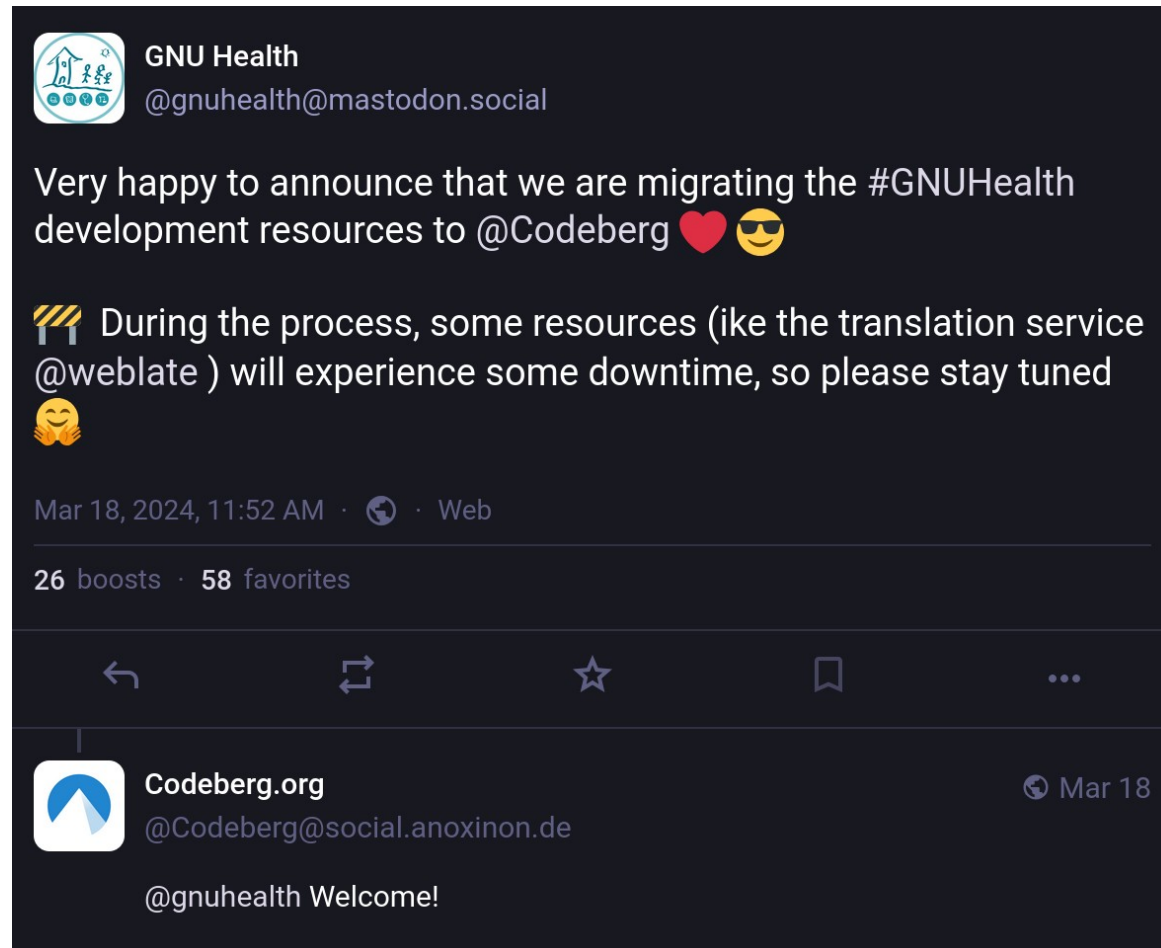 GNU Health
@gnuhealth@mastodon.social
Very happy to announce that we are migrating the #GNUHealth
development resources to @Codeberg ❤️ 😎
🚧 During the process, some resources (ike the translation service
@weblate ) will experience some downtime, so please stay tuned
🤗
Mar 18, 2024, 11:52 AM · 🌎 · Web
26 boosts · 58 favorites
Codeberg.org
🌎 Mar 18
@Codeberg@social.anoxinon.de
@gnuhealth Welcome!